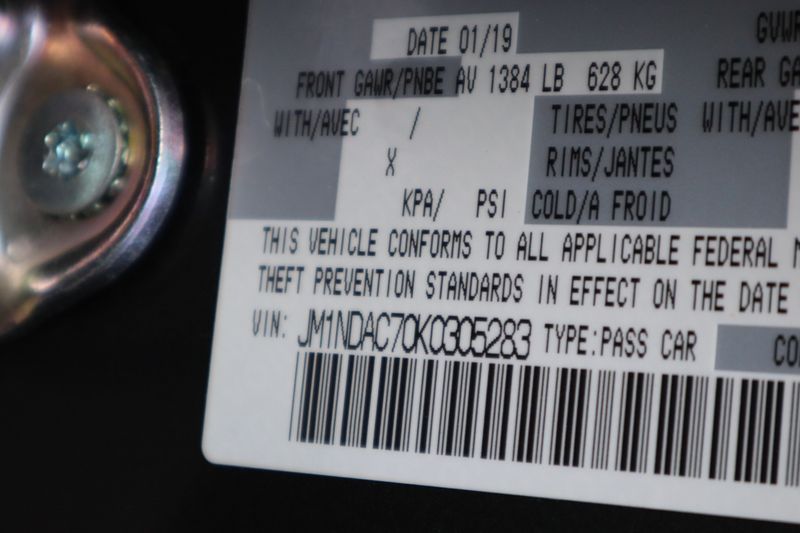 DATE 01/19 GVWR
FRONT GAWR/PNBE AV 1384 LB 628 KG REAR GA
WITH/AVEC / TIRES/PNEUS WITH/AVE
X RIMS/JANTES
KPA/ PSI COLD/A FROID
THIS VEHICLE CONFORMS TO ALL APPLICABLE FEDERAL M
THEFT PREVENTION STANDARDS IN EFFECT ON THE DATE
VIN: JM1NDAC70K0305283 TYPE:PASS CAR CO